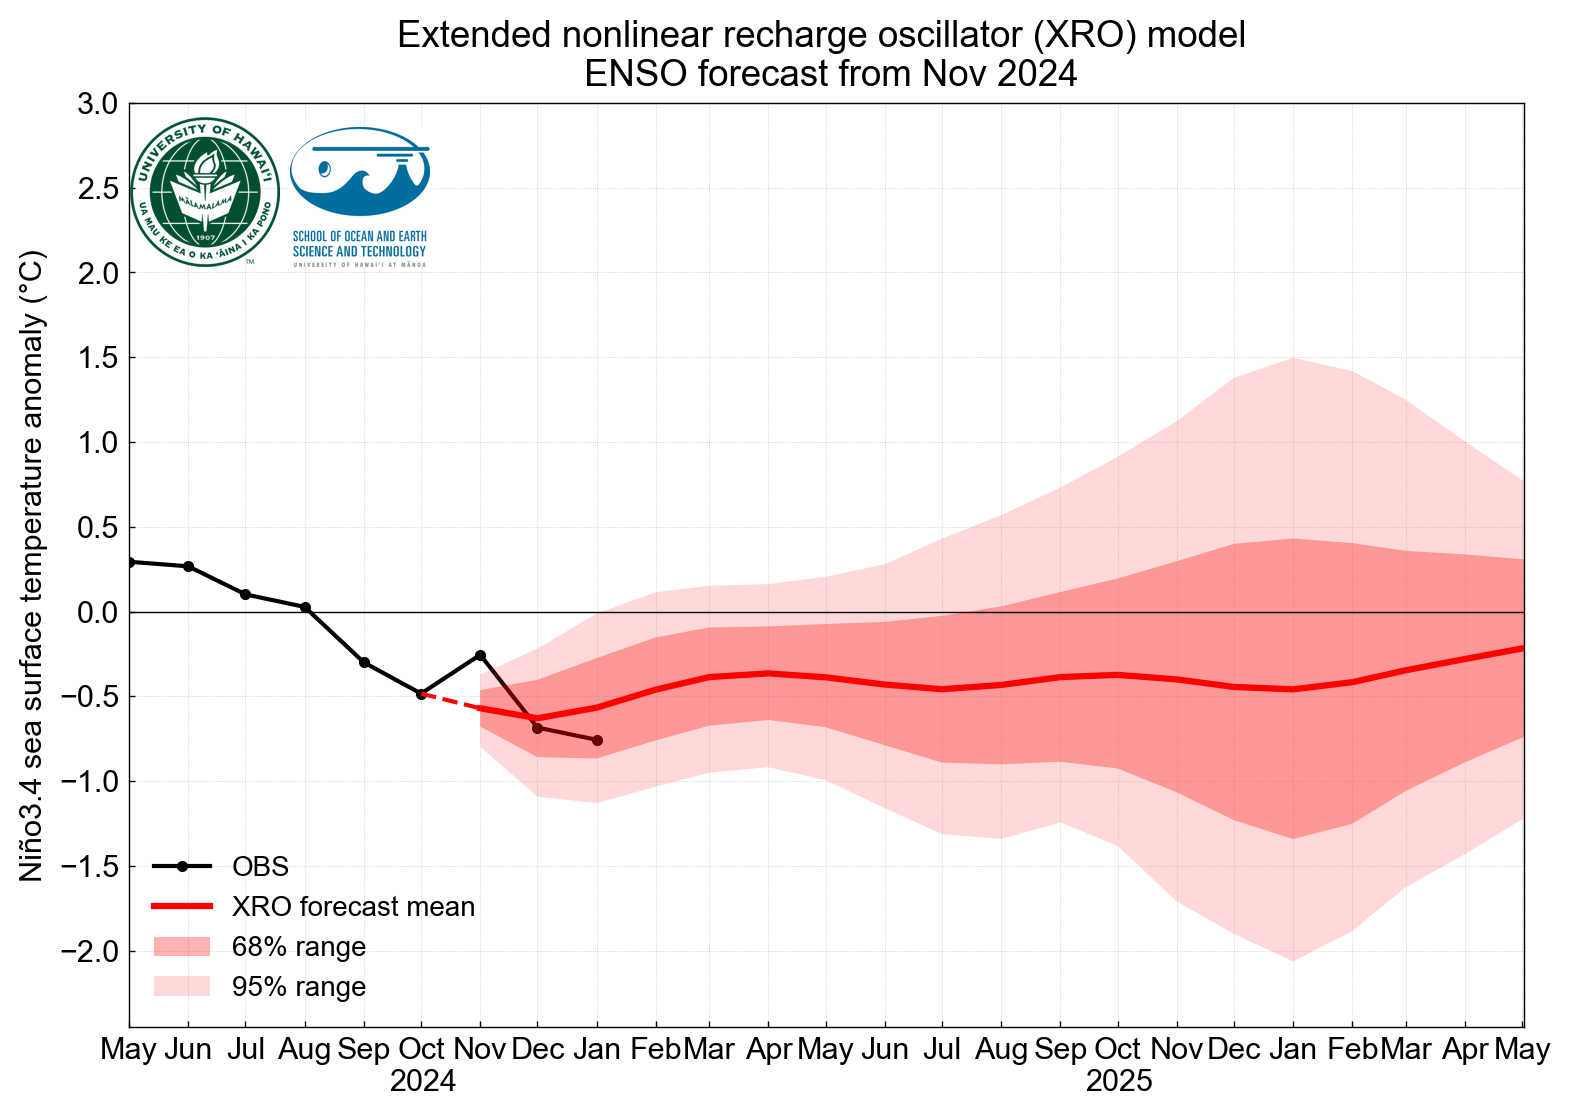 Extended nonlinear recharge oscillator (XRO) model
ENSO forecast from Nov 2024
UNIVERSITY OF HAWAI'I
MĀLAMALAMA
1907
UA MAU KE EA O KA ʻĀINA I KA PONO
TM
SCHOOL OF OCEAN AND EARTH
SCIENCE AND TECHNOLOGY
UNIVERSITY OF HAWAI'I AT MĀNOA
Niño3.4 sea surface temperature anomaly (°C)
3.0
2.5
2.0
1.5
1.0
0.5
0.0
−0.5
−1.0
−1.5
−2.0
OBS
XRO forecast mean
68% range
95% range
May Jun Jul Aug Sep Oct Nov Dec Jan Feb Mar Apr May Jun Jul Aug Sep Oct Nov Dec Jan Feb Mar Apr May
2024 2025